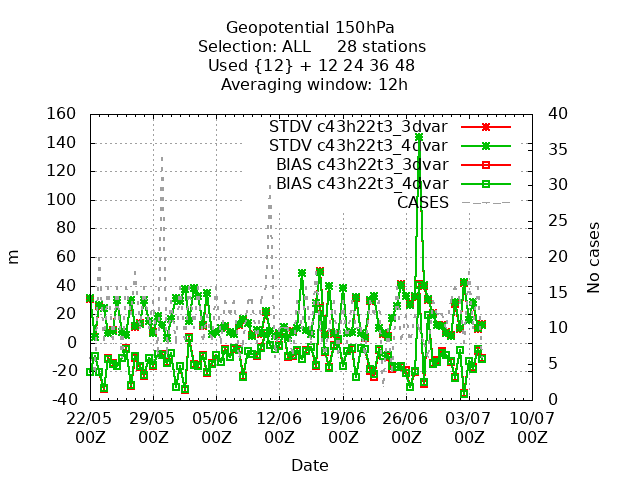 Geopotential 150hPa
Selection: ALL 28 stations
Used {12} + 12 24 36 48
Averaging window: 12h
STDV c43h22t3_3dvar
STDV c43h22t3_4dvar
BIAS c43h22t3_3dvar
BIAS c43h22t3_4dvar
CASES
160
140
120
100
80
60
40
20
0
-20
-40
m
40
35
30
25
20
15
10
5
0
No cases
22/05 29/05 05/06 12/06 19/06 26/06 03/07 10/07
00Z 00Z 00Z 00Z 00Z 00Z 00Z 00Z
Date